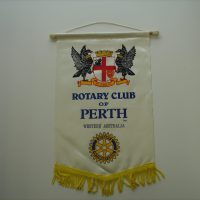 ROTARY CLUB
OF
PERTH
WESTERN AUSTRALIA